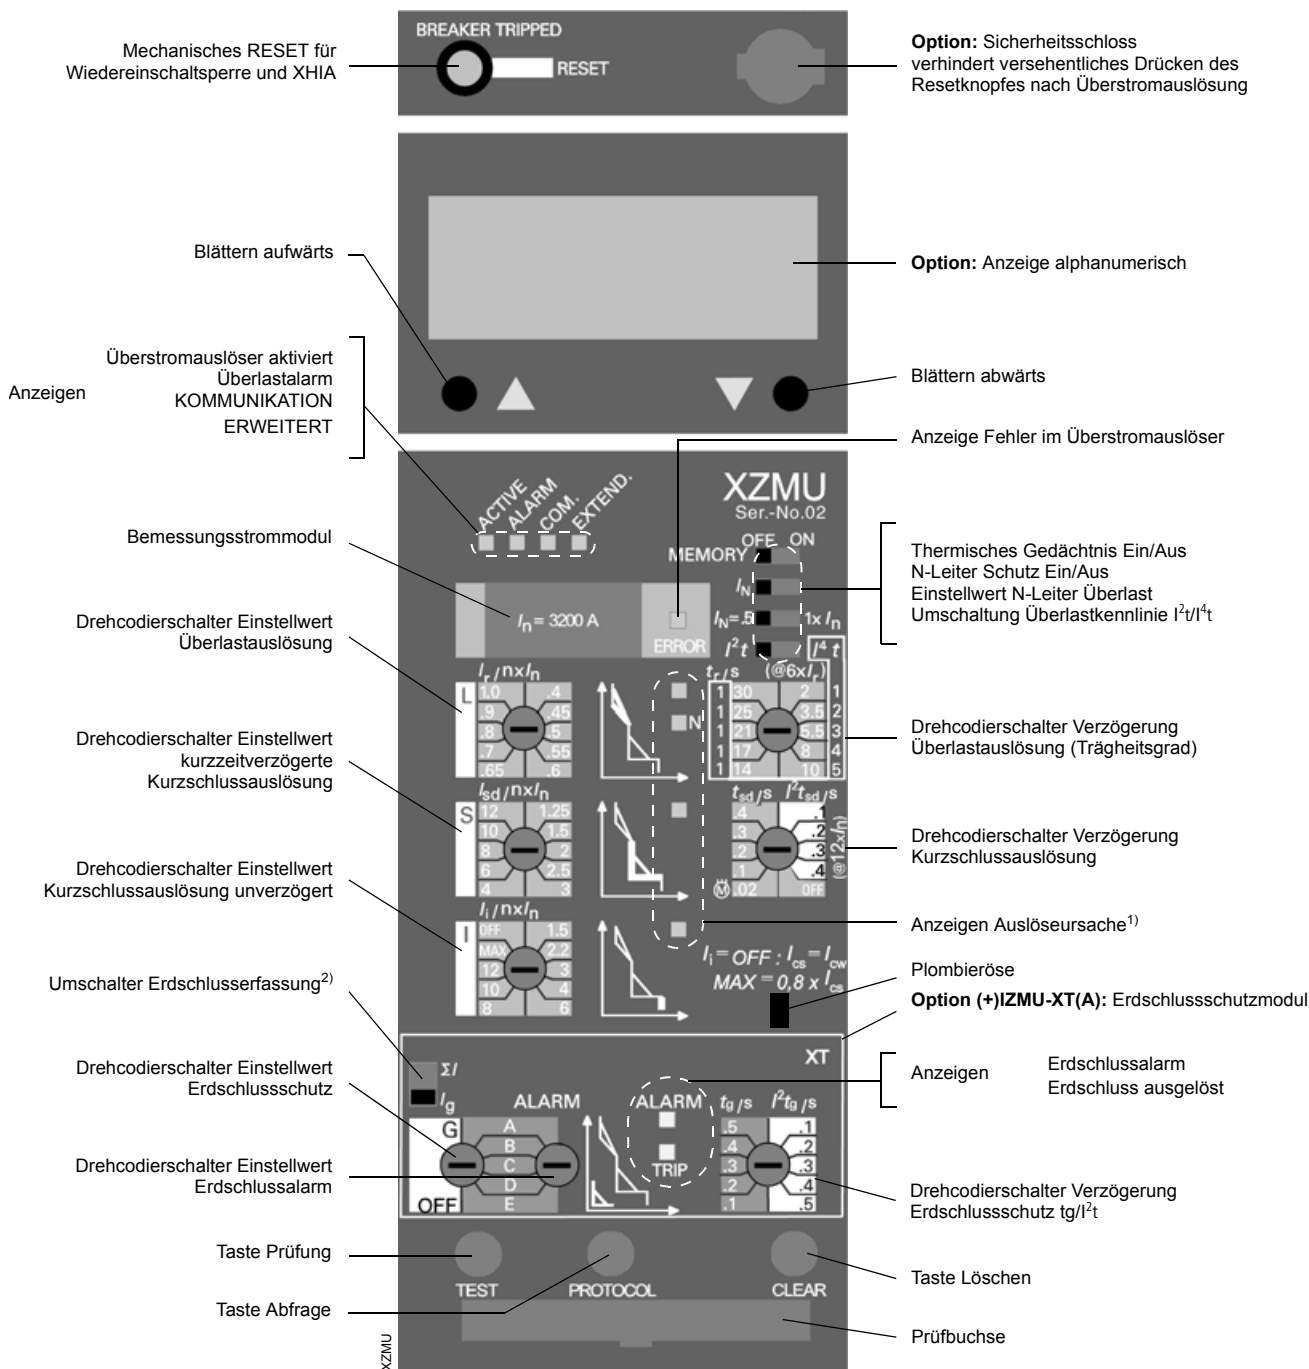 BREAKER TRIPPED
RESET
Mechanisches RESET für
Wiedereinschaltsperre und XHIA
Option: Sicherheitsschloss
verhindert versehentliches Drücken des
Resetknopfes nach Überstromauslösung
Blättern aufwärts
Option: Anzeige alphanumerisch
Anzeigen
Überstromauslöser aktiviert
Überlastalarm
KOMMUNIKATION
ERWEITERT
Blättern abwärts
Anzeige Fehler im Überstromauslöser
ACTIVE
ALARM
COM.
EXTEND.
XZMU
Ser.-No.02
OFF ON
MEMORY
IN
IN=.5 1x In
I²t I⁴t
Bemessungsstrommodul
In = 3200 A
ERROR
Thermisches Gedächtnis Ein/Aus
N-Leiter Schutz Ein/Aus
Einstellwert N-Leiter Überlast
Umschaltung Überlastkennlinie I²t/I⁴t
Drehcodierschalter Einstellwert
Überlastauslösung
L
Ir/nxIn
1.0 .4
.9 .45
.8 .5
.7 .55
.65 .6
N
tr/s (@6xIr)
1 30 2 1
1 25 3.5 2
1 21 5.5 3
1 17 8 4
1 14 10 5
Drehcodierschalter Verzögerung
Überlastauslösung (Trägheitsgrad)
Drehcodierschalter Einstellwert
kurzzeitverzögerte
Kurzschlussauslösung
S
Isd/nxIn
12 1.25
10 1.5
8 2
6 2.5
4 3
tsd/s I²tsd/s
.4 .1
.3 .2
.2 .3
.1 .4
M .02 OFF
(@12xIn)
Drehcodierschalter Verzögerung
Kurzschlussauslösung
Drehcodierschalter Einstellwert
Kurzschlussauslösung unverzögert
I
Ii/nxIn
OFF 1.5
MAX 2.2
12 3
10 4
8 6
Anzeigen Auslöseursache1)
Ii = OFF : Ics = Icw
MAX = 0,8 x Ics
Plombieröse
Option (+)IZMU-XT(A): Erdschlussschutzmodul
Umschalter Erdschlusserfassung2)
XT
ΣI
Ig
Anzeigen
Erdschlussalarm
Erdschluss ausgelöst
Drehcodierschalter Einstellwert
Erdschlussschutz
ALARM
G
OFF
A
B
C
D
E
ALARM
TRIP
tg/s I²tg/s
.5 .1
.4 .2
.3 .3
.2 .4
.1 .5
Drehcodierschalter Einstellwert
Erdschlussalarm
Drehcodierschalter Verzögerung
Erdschlussschutz tg/I²t
Taste Prüfung
Taste Abfrage
TEST
PROTOCOL
CLEAR
Taste Löschen
Prüfbuchse
XZMU